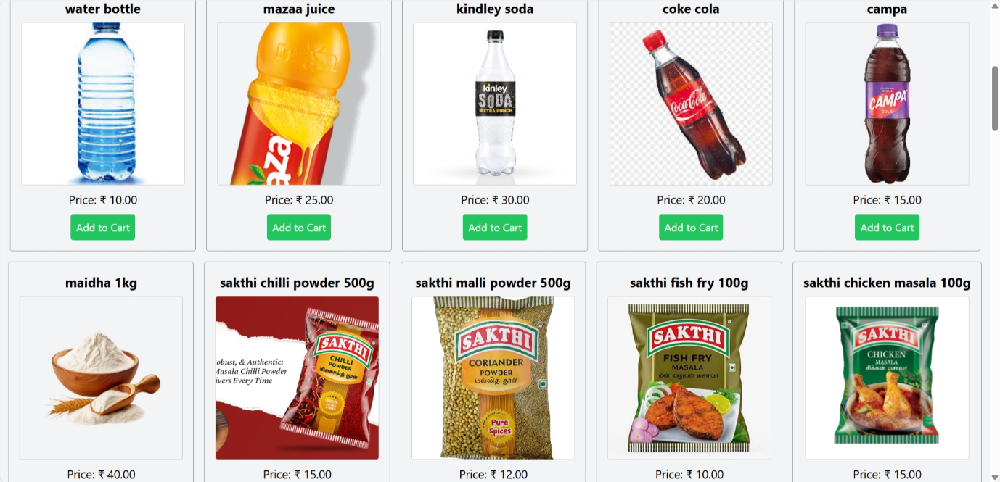 water bottle
mazaa juice
kindley soda
coke cola
campa
aza
kinley
SODA
EXTRA PUNCH
Coca-Cola
CAMPA
COLA
Price: ₹ 10.00
Price: ₹ 25.00
Price: ₹ 30.00
Price: ₹ 20.00
Price: ₹ 15.00
Add to Cart
Add to Cart
Add to Cart
Add to Cart
Add to Cart
maidha 1kg
sakthi chilli powder 500g
sakthi malli powder 500g
sakthi fish fry 100g
sakthi chicken masala 100g
obust, & Authentic:
Masala Chilli Powder
ivers Every Time
SAKTHI
CHILLI
POWDER
மிளகாய்த் தூள்
SAKTHI
CORIANDER
POWDER
மல்லித் தூள்
Pure
Spices
SAKTHI
FISH FRY
MASALA
மீன் வறுவல் மசாலா
SAKTHI
CHICKEN
MASALA
சிக்கன் மசாலா
Price: ₹ 40.00
Price: ₹ 15.00
Price: ₹ 12.00
Price: ₹ 10.00
Price: ₹ 15.00